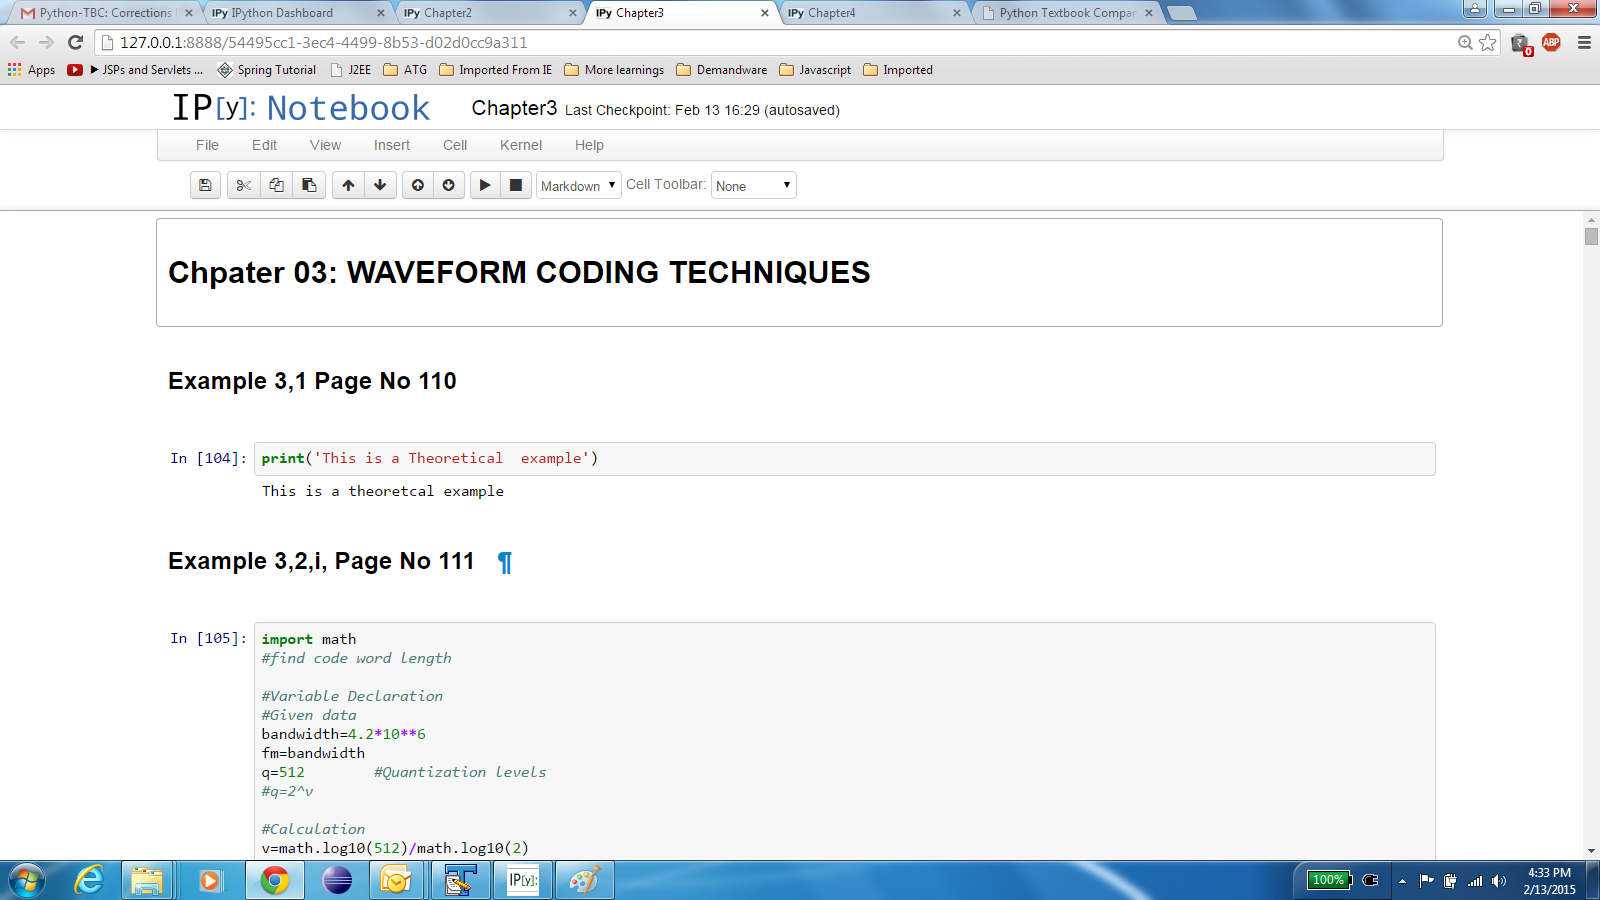 Python-TBC: Corrections
IPy IPython Dashboard
IPy Chapter2
IPy Chapter3
IPy Chapter4
Python Textbook Compar
127.0.0.1:8888/54495cc1-3ec4-4499-8b53-d02d0cc9a311
0
ABP
Apps
►JSPs and Servlets ...
Spring Tutorial
J2EE
ATG
Imported From IE
More learnings
Demandware
Javascript
Imported
IP[y]: Notebook
Chapter3 Last Checkpoint: Feb 13 16:29 (autosaved)
File Edit View Insert Cell Kernel Help
Markdown Cell Toolbar: None
Chpater 03: WAVEFORM CODING TECHNIQUES
Example 3,1 Page No 110
In [104]: print('This is a Theoretical  example')
This is a theoretcal example
Example 3,2,i, Page No 111 ¶
In [105]: import math
#find code word length
#Variable Declaration
#Given data
bandwidth=4.2*10**6
fm=bandwidth
q=512        #Quantization levels
#q=2^v
#Calculation
v=math.log10(512)/math.log10(2)
IP[y]:
100%
4:33 PM
2/13/2015